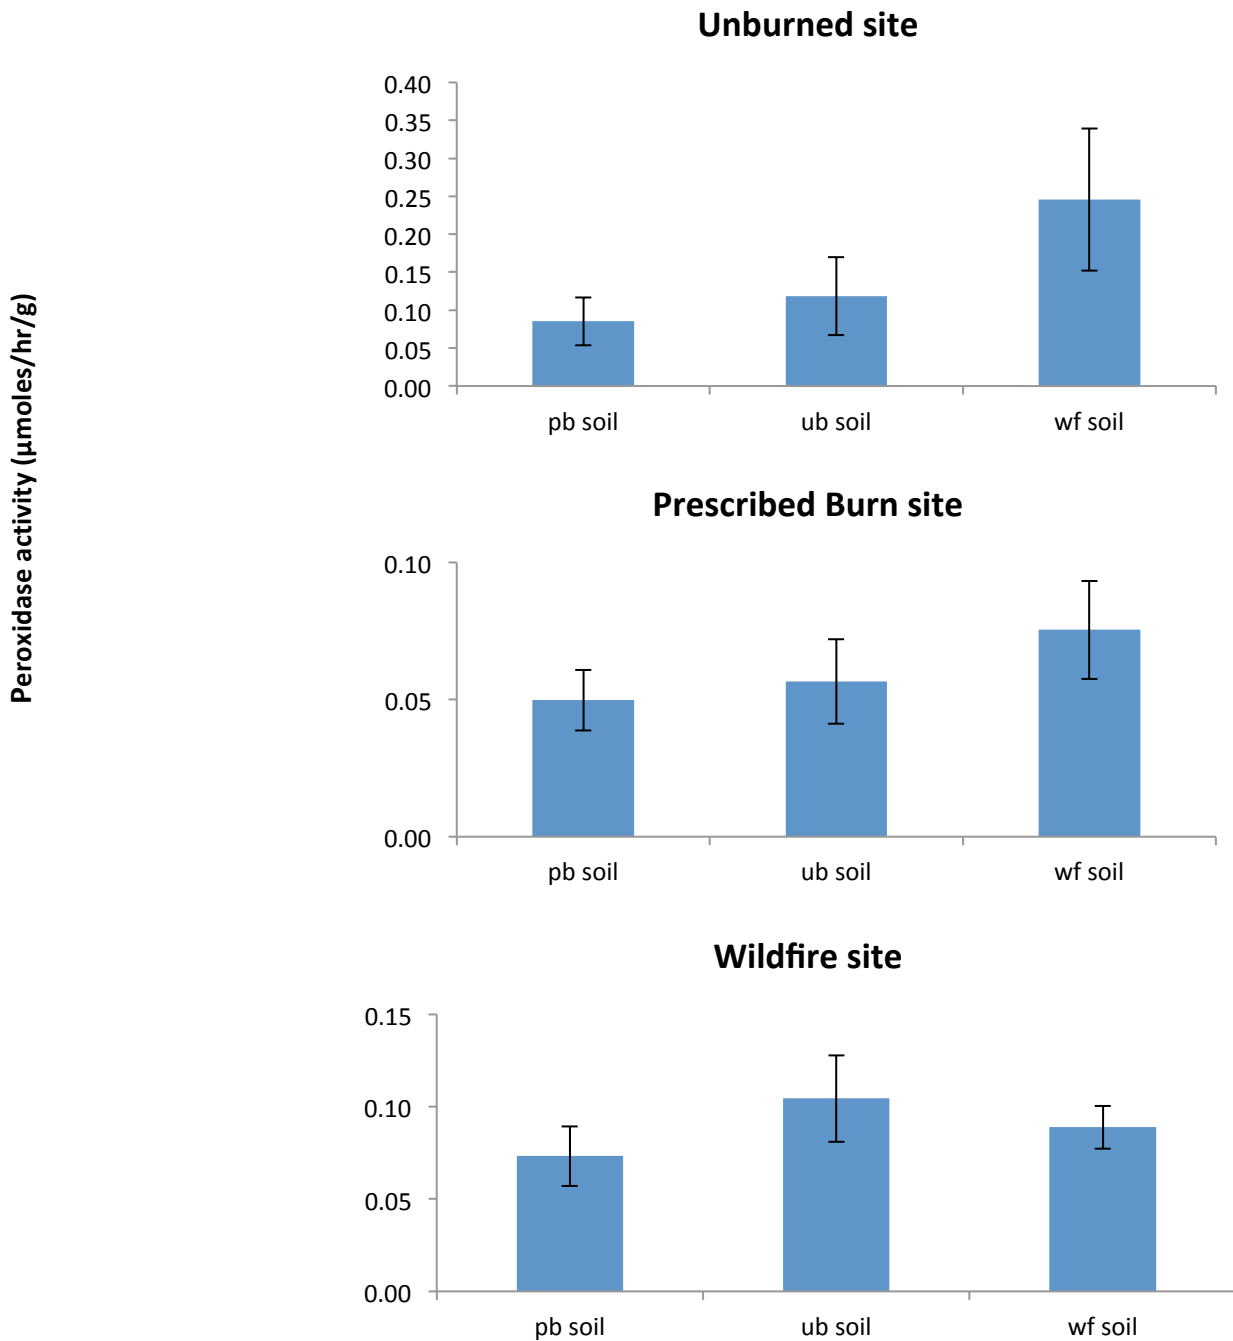 Peroxidase activity (µmoles/hr/g)
Unburned site
0.40
0.35
0.30
0.25
0.20
0.15
0.10
0.05
0.00
pb soil ub soil wf soil
Prescribed Burn site
0.10
0.05
0.00
pb soil ub soil wf soil
Wildfire site
0.15
0.10
0.05
0.00
pb soil ub soil wf soil